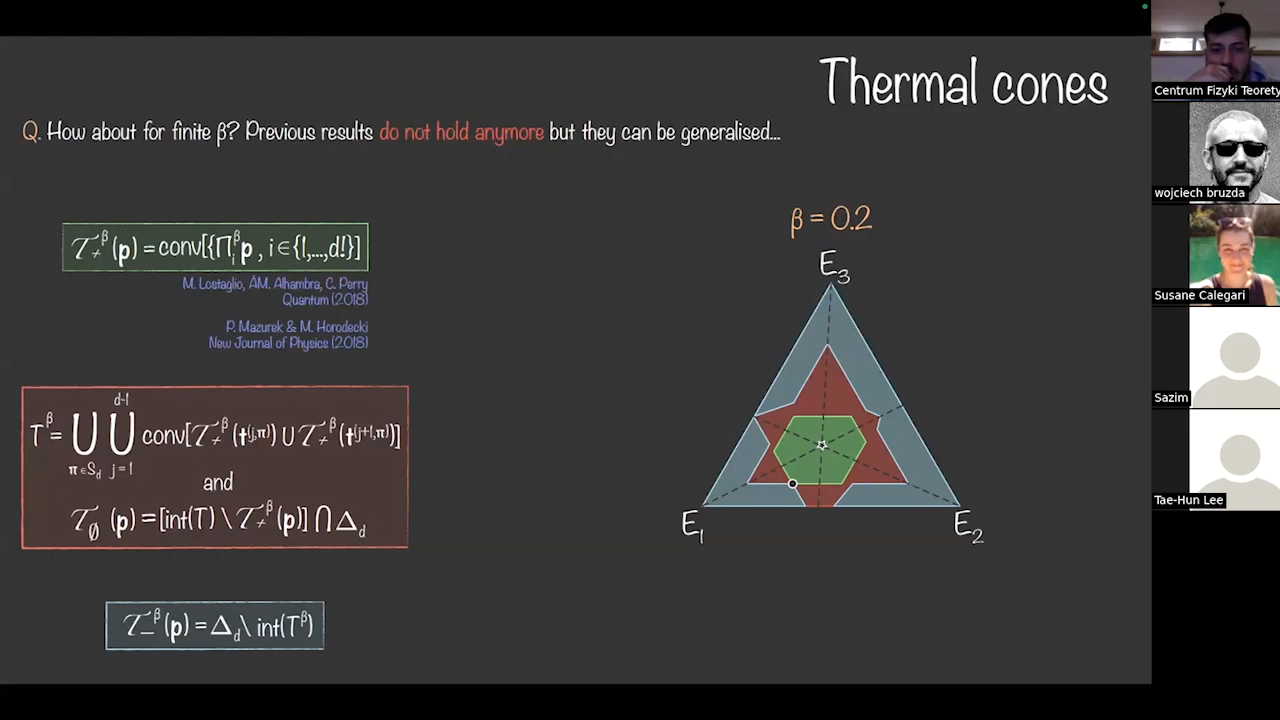 Thermal cones
Q. How about for finite β? Previous results do not hold anymore but they can be generalised...
𝒯₊^β(p) = conv[{Π_i^β p , i ∈ {1,...,d!}]
M. Lostaglio, ÁM. Alhambra, C. Perry
Quantum (2018)
P. Mazurek & M. Horodecki
New Journal of Physics (2018)
T^β = ⋃_{π∈S_d} ⋃_{j=1}^{d-1} conv[𝒯₊^β(t^(j,π)) ∪ 𝒯₊^β(t^(j+1,π))]
and
𝒯_∅(p) = [int(T) \ 𝒯₊^β(p)] ⋂ Δ_d
𝒯₋^β(p) = Δ_d \ int(T^β)
β = 0.2
E₃
E₁
E₂
Centrum Fizyki Teorety
wojciech bruzda
Susane Calegari
Sazim
Tae-Hun Lee